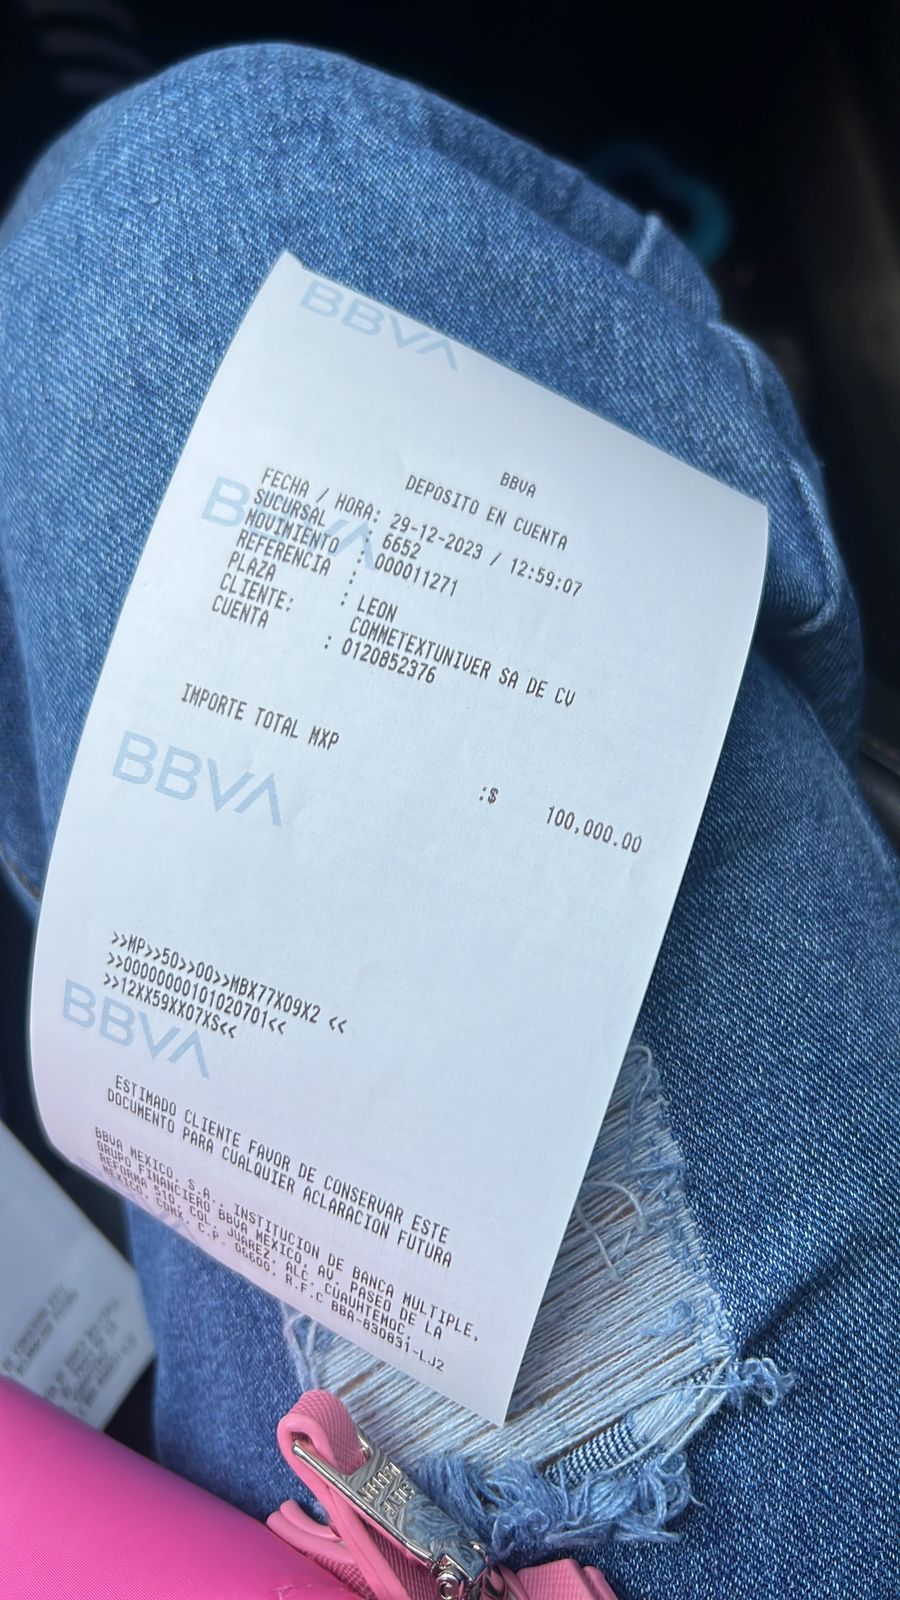 BBVA
BBVA
DEPOSITO EN CUENTA
FECHA / HORA: 29-12-2023 / 12:59:07
SUCURSAL : 6652
MOVIMIENTO : 000011271
REFERENCIA :
PLAZA : LEON
CLIENTE: COMMETEXTUNIVER SA DE CV
CUENTA : 0120852376
BBVA
IMPORTE TOTAL MXP :$ 100,000.00
BBVA
>>MP>>50>>00>>MBX77X09X2 <<
>>0000000101020701<<
>>12XX59XX07XS<<
BBVA
ESTIMADO CLIENTE FAVOR DE CONSERVAR ESTE
DOCUMENTO PARA CUALQUIER ACLARACION FUTURA
BBVA MEXICO, S.A., INSTITUCION DE BANCA MULTIPLE,
GRUPO FINANCIERO BBVA MEXICO, AV. PASEO DE LA
REFORMA 510, COL. JUAREZ, ALC. CUAUHTEMOC,
MEXICO, CDMX, C.P. 06600, R.F.C BBA-830831-LJ2